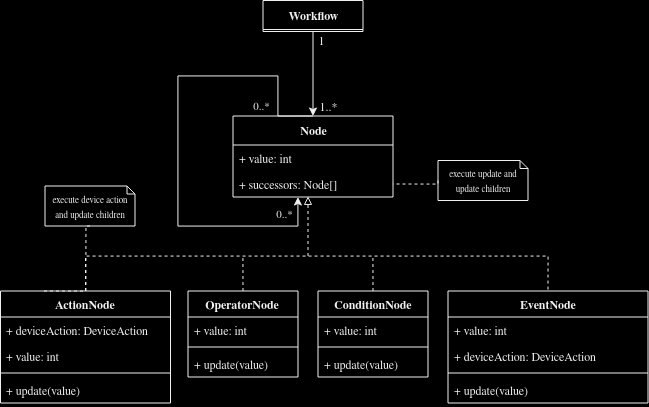 Workflow
1
0..*
1..*
Node
+ value: int
+ successors: Node[]
0..*
execute update and
update children
execute device action
and update children
ActionNode
+ deviceAction: DeviceAction
+ value: int
+ update(value)
OperatorNode
+ value: int
+ update(value)
ConditionNode
+ value: int
+ update(value)
EventNode
+ value: int
+ deviceAction: DeviceAction
+ update(value)